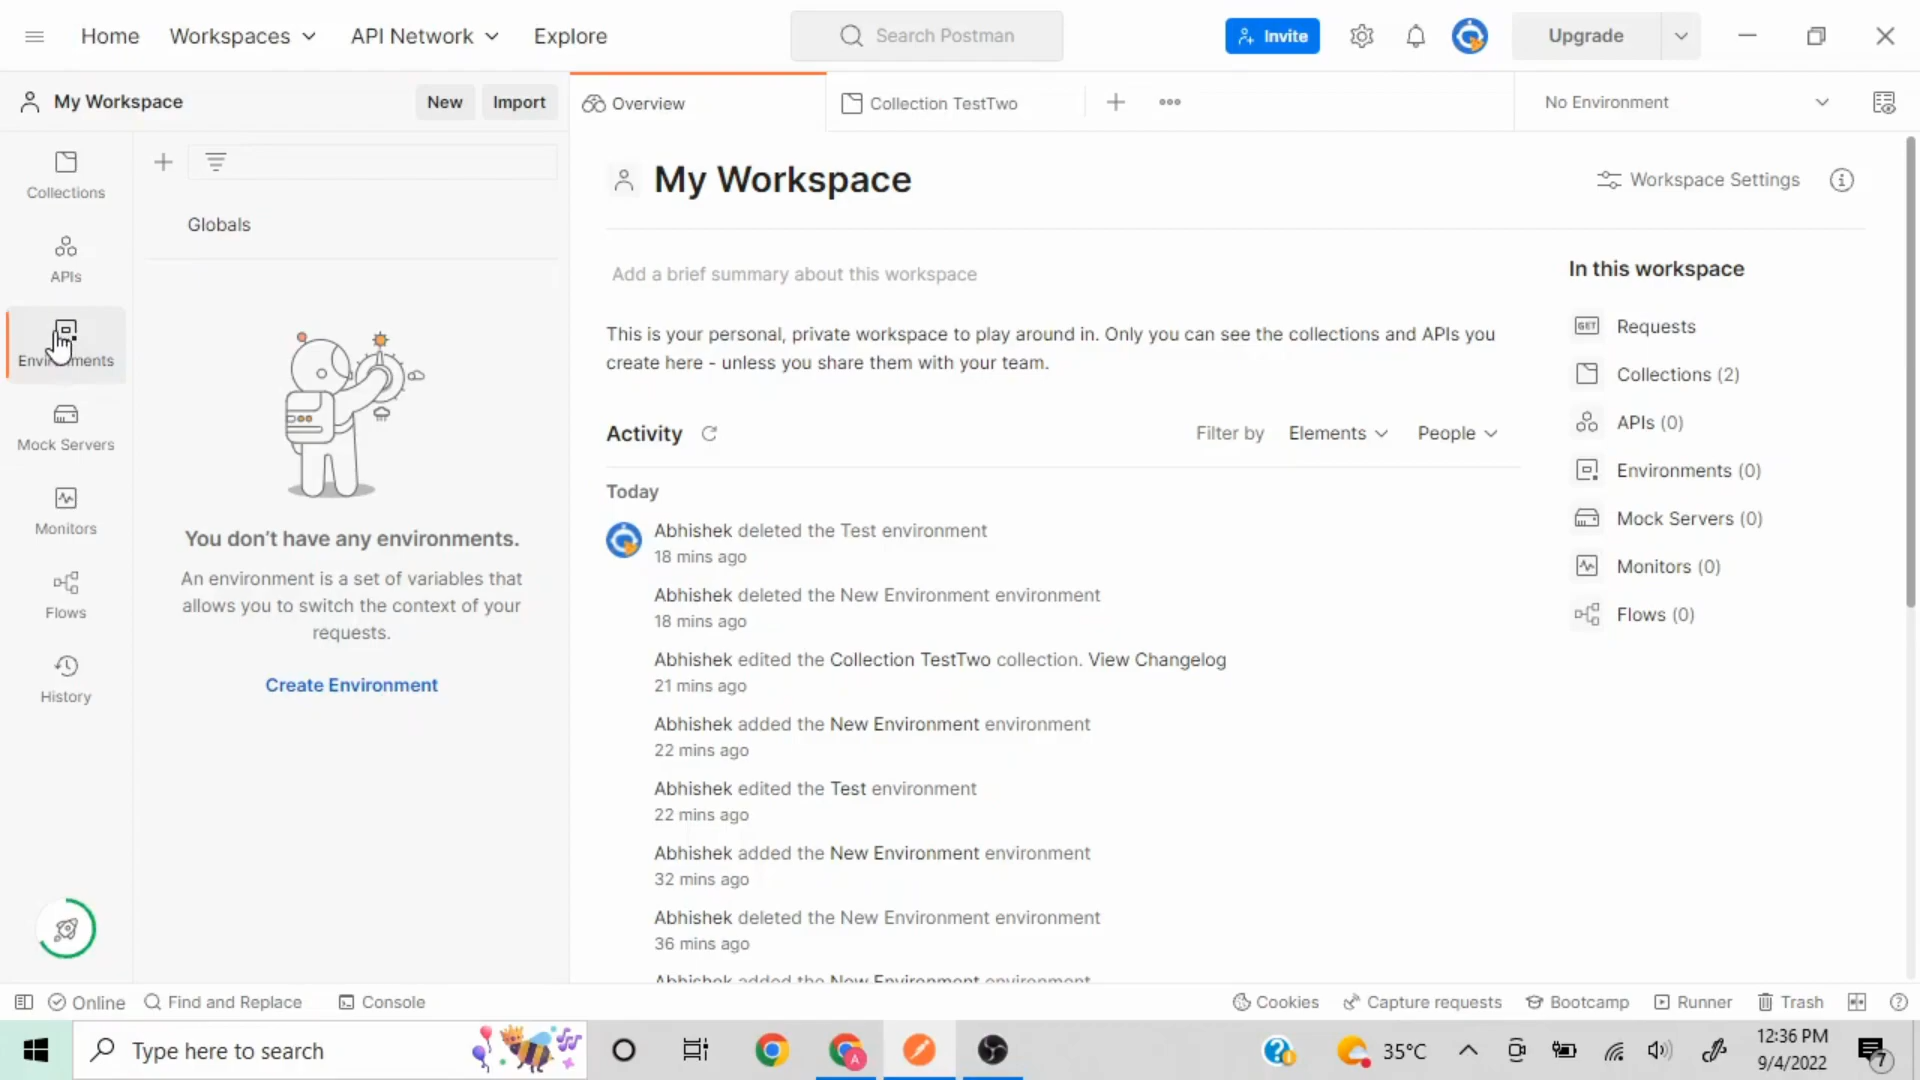 Home
Workspaces
API Network
Explore
Search Postman
Invite
Upgrade
My Workspace
New
Import
Overview
Collection TestTwo
No Environment
Collections
APIs
Environments
Mock Servers
Monitors
Flows
History
Globals
You don't have any environments.
An environment is a set of variables that
allows you to switch the context of your
requests.
Create Environment
My Workspace
Workspace Settings
Add a brief summary about this workspace
This is your personal, private workspace to play around in. Only you can see the collections and APIs you
create here - unless you share them with your team.
Activity
Filter by
Elements
People
Today
Abhishek deleted the Test environment
18 mins ago
Abhishek deleted the New Environment environment
18 mins ago
Abhishek edited the Collection TestTwo collection. View Changelog
21 mins ago
Abhishek added the New Environment environment
22 mins ago
Abhishek edited the Test environment
22 mins ago
Abhishek added the New Environment environment
32 mins ago
Abhishek deleted the New Environment environment
36 mins ago
Abhishek added the New Environment environment
In this workspace
GET Requests
Collections (2)
APIs (0)
Environments (0)
Mock Servers (0)
Monitors (0)
Flows (0)
Online
Find and Replace
Console
Cookies
Capture requests
Bootcamp
Runner
Trash
Type here to search
A
35°C
12:36 PM
9/4/2022
7